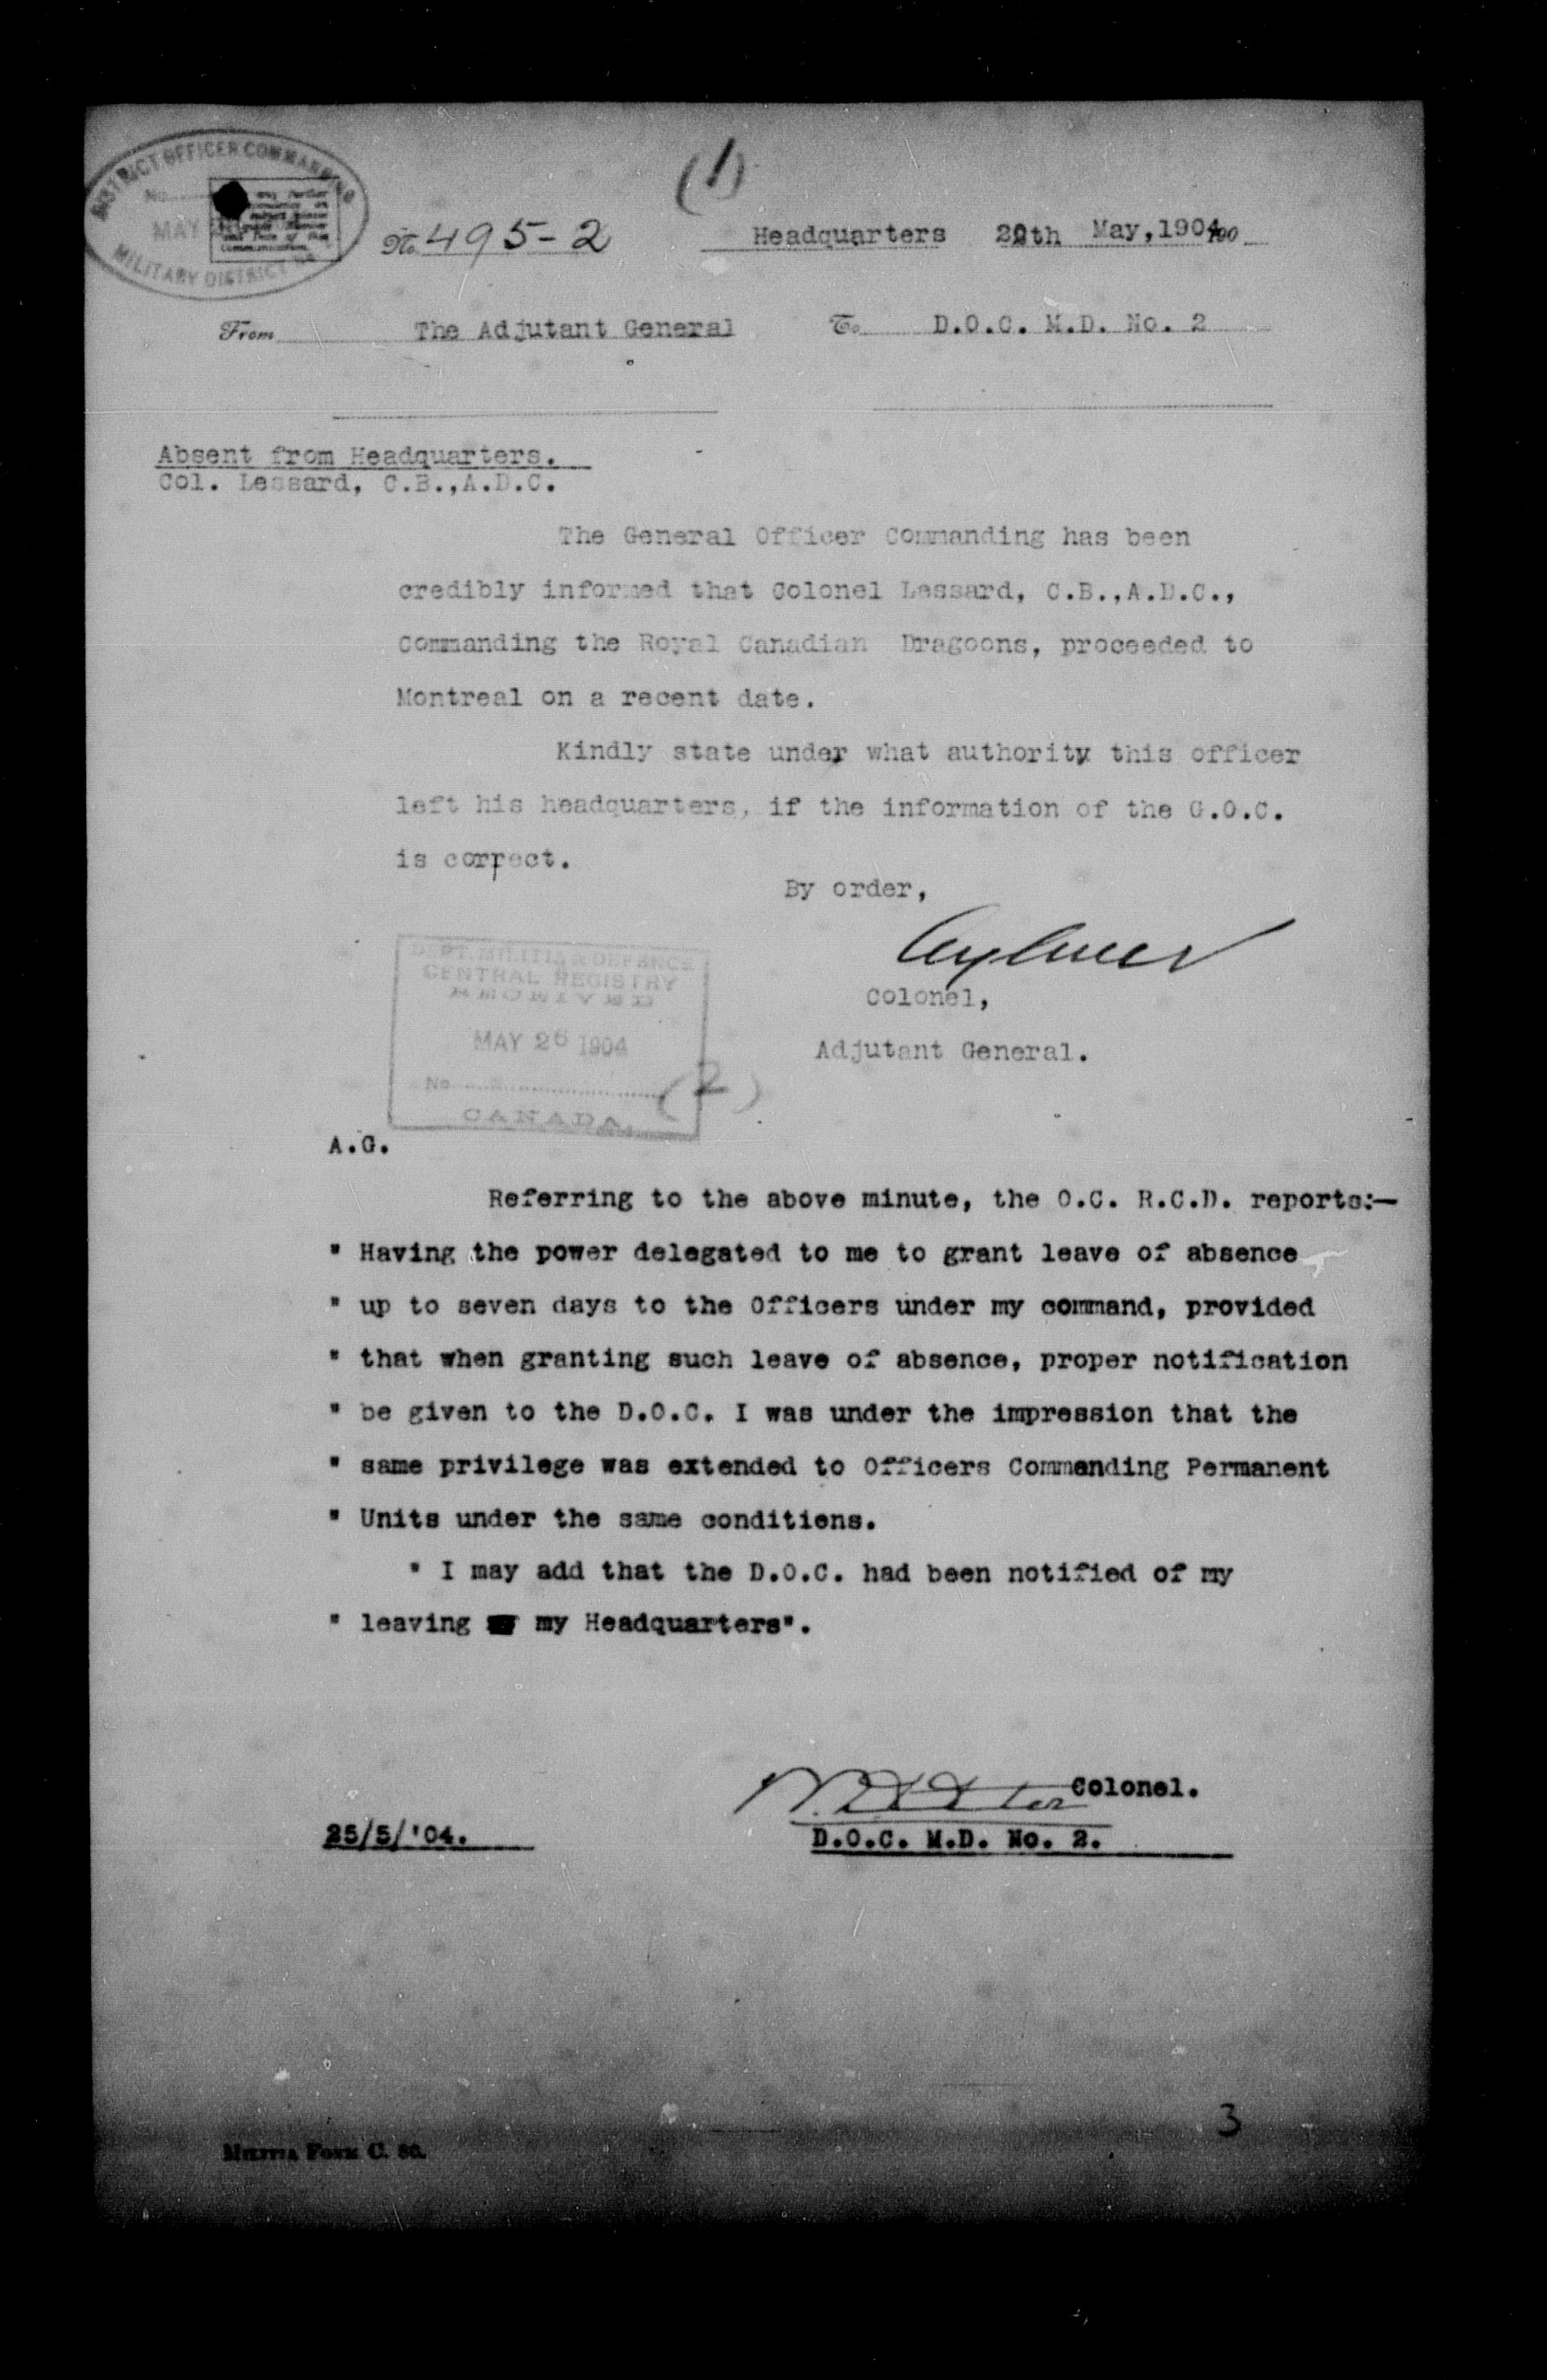 (1)
DISTRICT OFFICER COMMANDING
No.
MAY
MILITARY DISTRICT
No. 495-2 Headquarters 20th May, 1904 190
From The Adjutant General To D.O.C. M.D. No. 2
Absent from Headquarters.
Col. Lessard, C.B.,A.D.C.
The General Officer Commanding has been
credibly informed that Colonel Lessard, C.B.,A.D.C.,
Commanding the Royal Canadian Dragoons, proceeded to
Montreal on a recent date.
Kindly state under what authority this officer
left his headquarters, if the information of the G.O.C.
is correct.
By order,
Aylmer
Colonel,
Adjutant General.
DEPT. MILITIA & DEFENCE
CENTRAL REGISTRY
RECEIVED
MAY 26 1904
No.
CANADA
(2)
A.G.
Referring to the above minute, the O.C. R.C.D. reports:—
" Having the power delegated to me to grant leave of absence
" up to seven days to the Officers under my command, provided
" that when granting such leave of absence, proper notification
" be given to the D.O.C. I was under the impression that the
" same privilege was extended to Officers Commanding Permanent
" Units under the same conditions.
" I may add that the D.O.C. had been notified of my
" leaving my Headquarters".
Colonel.
25/5/'04.
D.O.C. M.D. No. 2.
3
MILITIA FORM C. 80.